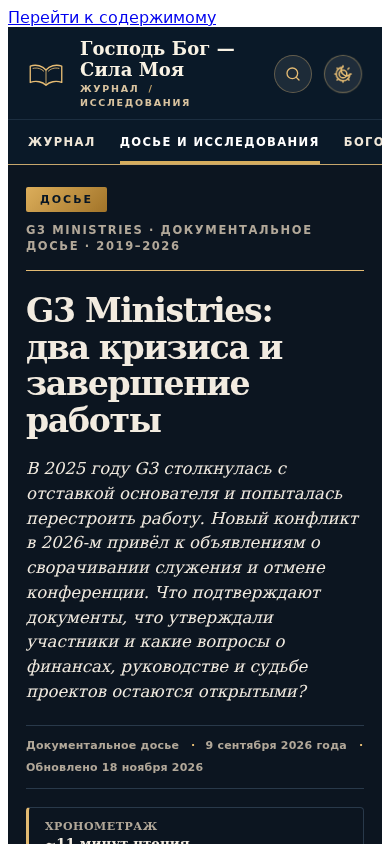 Перейти к содержимому
Господь Бог —
Сила Моя
ЖУРНАЛ /
ИССЛЕДОВАНИЯ
ЖУРНАЛ ДОСЬЕ И ИССЛЕДОВАНИЯ БОГО
ДОСЬЕ
G3 MINISTRIES · ДОКУМЕНТАЛЬНОЕ
ДОСЬЕ · 2019–2026
G3 Ministries:
два кризиса и
завершение
работы
В 2025 году G3 столкнулась с
отставкой основателя и попыталась
перестроить работу. Новый конфликт
в 2026-м привёл к объявлениям о
сворачивании служения и отмене
конференции. Что подтверждают
документы, что утверждали
участники и какие вопросы о
финансах, руководстве и судьбе
проектов остаются открытыми?
Документальное досье · 9 сентября 2026 года ·
Обновлено 18 ноября 2026
ХРОНОМЕТРАЖ
~11 минут чтения